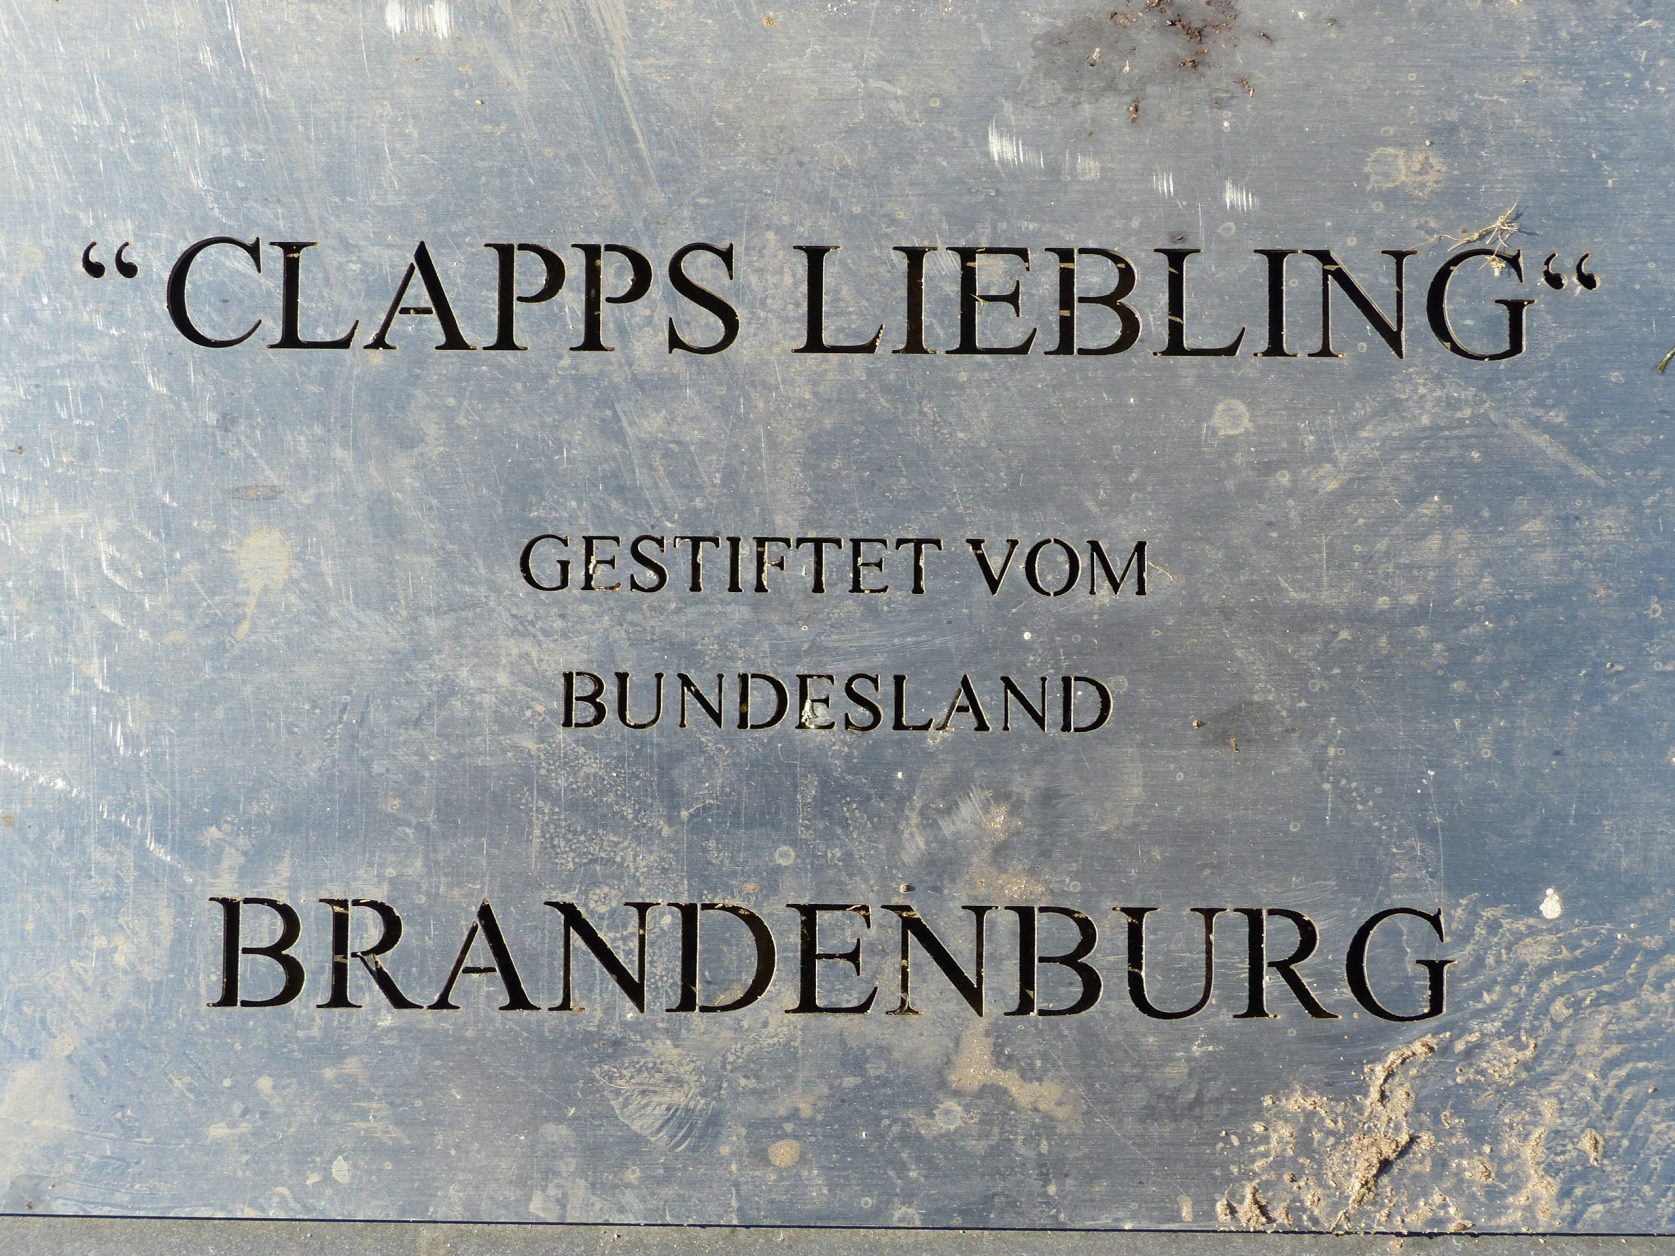 “CLAPPS LIEBLING“
GESTIFTET VOM
BUNDESLAND
BRANDENBURG